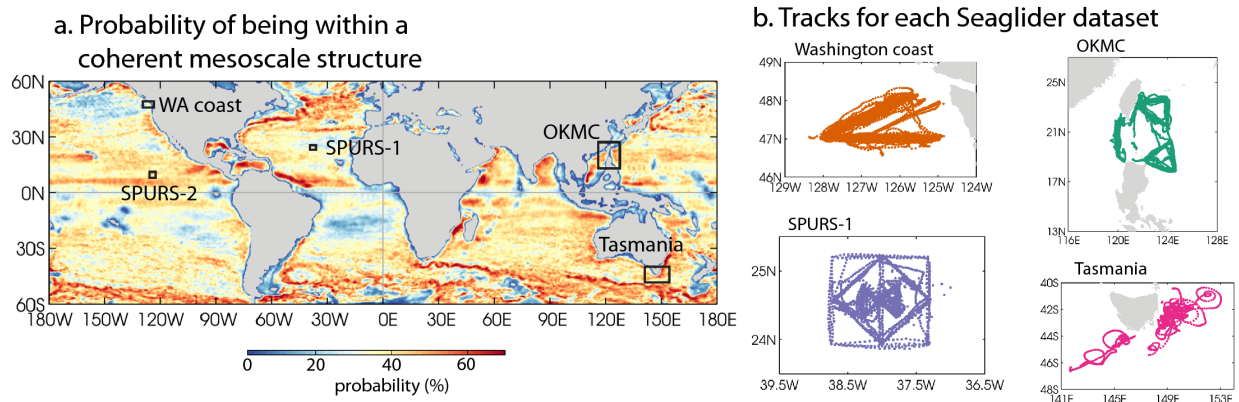 a. Probability of being within a
coherent mesoscale structure
60N
30N
0N
30S
60S
WA coast
SPURS-1
SPURS-2
OKMC
Tasmania
180W 150W 120W 90W 60W 30W 0E 30E 60E 90E 120E 150E 180E
0 20 40 60
probability (%)
b. Tracks for each Seaglider dataset
Washington coast
49N
48N
47N
46N
129W 128W 127W 126W 125W 124W
OKMC
25N
21N
17N
13N
116E 120E 124E 128E
SPURS-1
25N
24N
39.5W 38.5W 37.5W 36.5W
Tasmania
40S
42S
44S
46S
48S
141E 145E 149E 153E